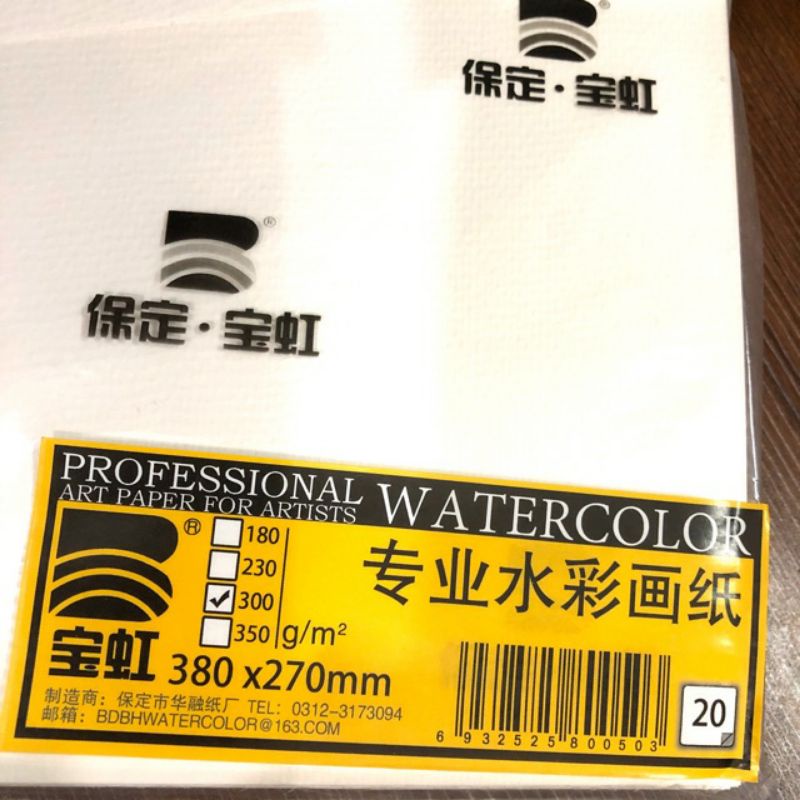 保定·宝虹
保定·宝虹
PROFESSIONAL
ART PAPER FOR ARTISTS
WATERCOLOR
®
180
230
300
350 g/m²
专业水彩画纸
宝虹
380 x270mm
制造商：保定市华融纸厂 TEL：0312-3173094
邮箱：BDBHWATERCOLOR@163.COM
6 932525 800503
20